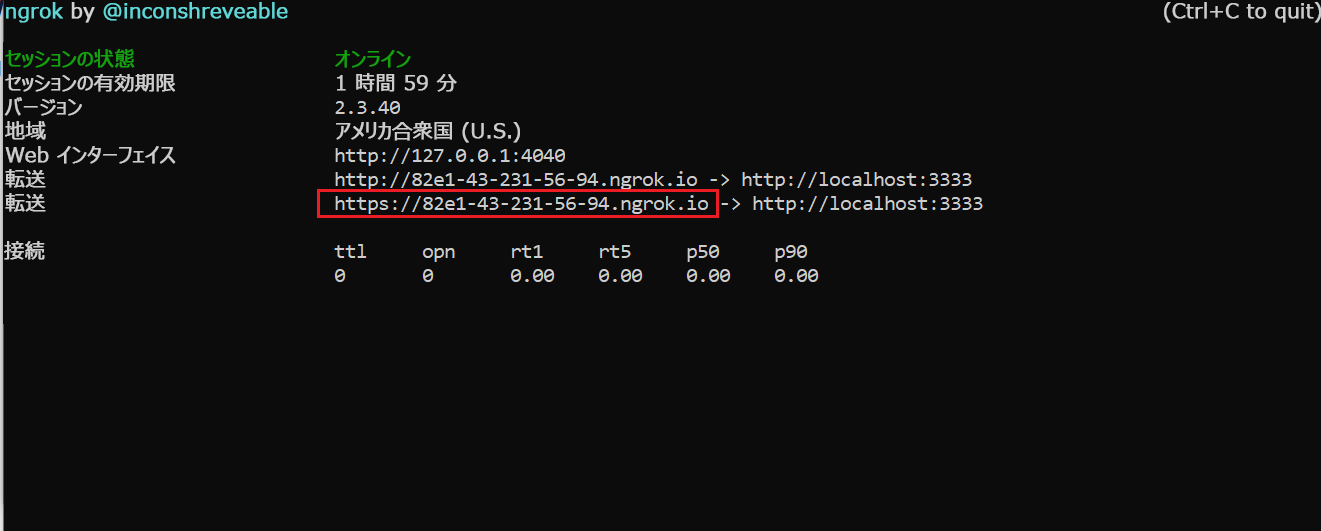 ngrok by @inconshreveable (Ctrl+C to quit)
セッションの状態 オンライン
セッションの有効期限 1 時間 59 分
バージョン 2.3.40
地域 アメリカ合衆国 (U.S.)
Web インターフェイス http://127.0.0.1:4040
転送 http://82e1-43-231-56-94.ngrok.io -> http://localhost:3333
転送 https://82e1-43-231-56-94.ngrok.io -> http://localhost:3333
接続 ttl opn rt1 rt5 p50 p90
0 0 0.00 0.00 0.00 0.00